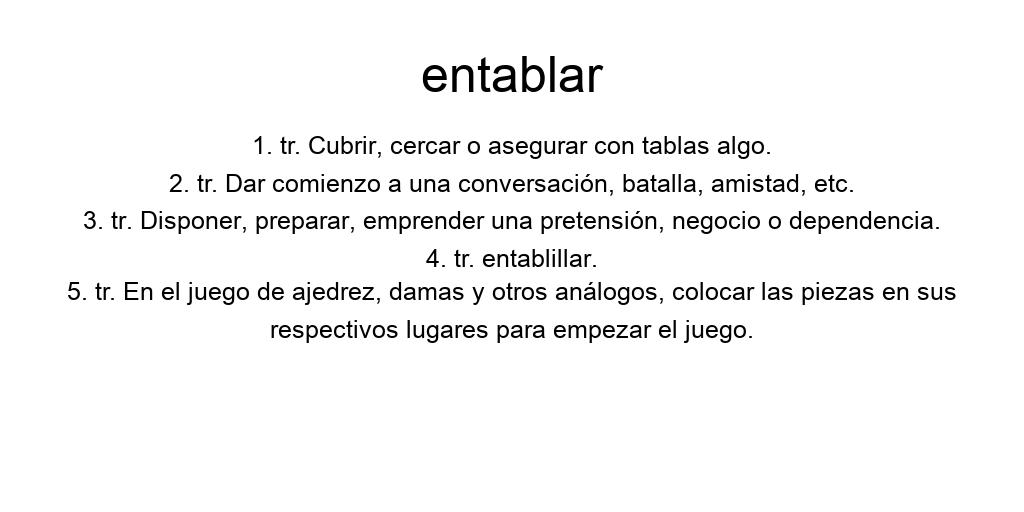 entablar
1. tr. Cubrir, cercar o asegurar con tablas algo.
2. tr. Dar comienzo a una conversación, batalla, amistad, etc.
3. tr. Disponer, preparar, emprender una pretensión, negocio o dependencia.
4. tr. entablillar.
5. tr. En el juego de ajedrez, damas y otros análogos, colocar las piezas en sus
respectivos lugares para empezar el juego.